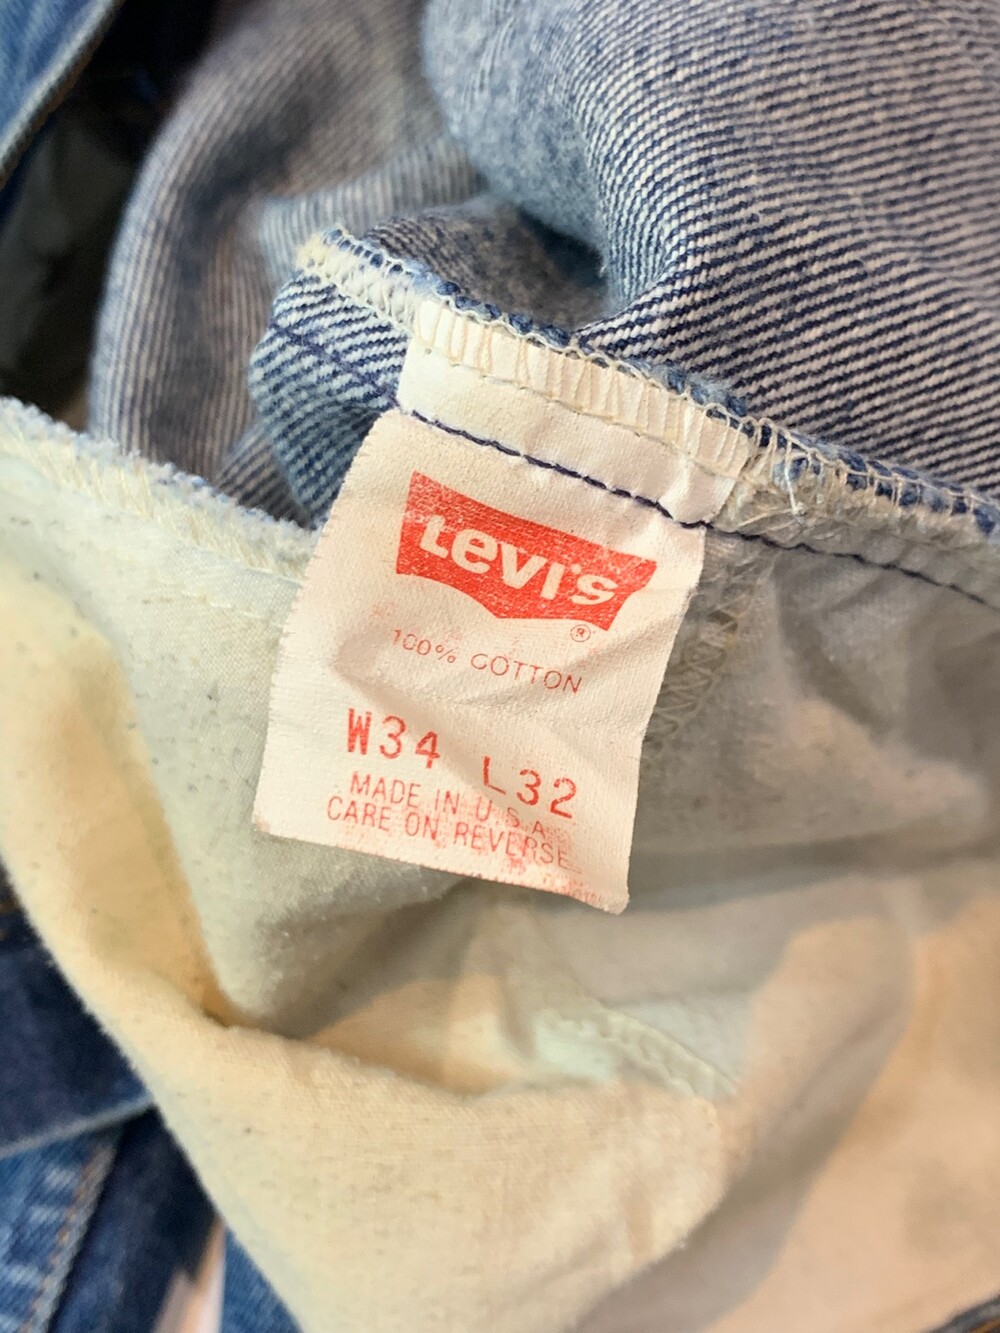 Levi's®
100% COTTON
W34 L32
MADE IN U.S.A.
CARE ON REVERSE